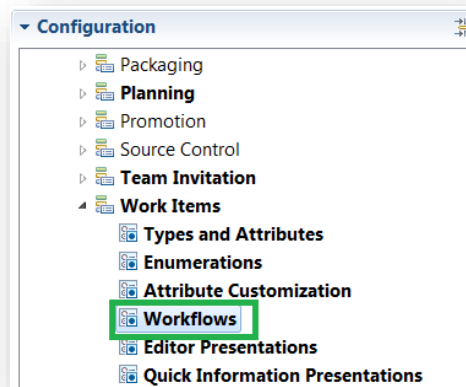 Configuration
Packaging
Planning
Promotion
Source Control
Team Invitation
Work Items
Types and Attributes
Enumerations
Attribute Customization
Workflows
Editor Presentations
Quick Information Presentations